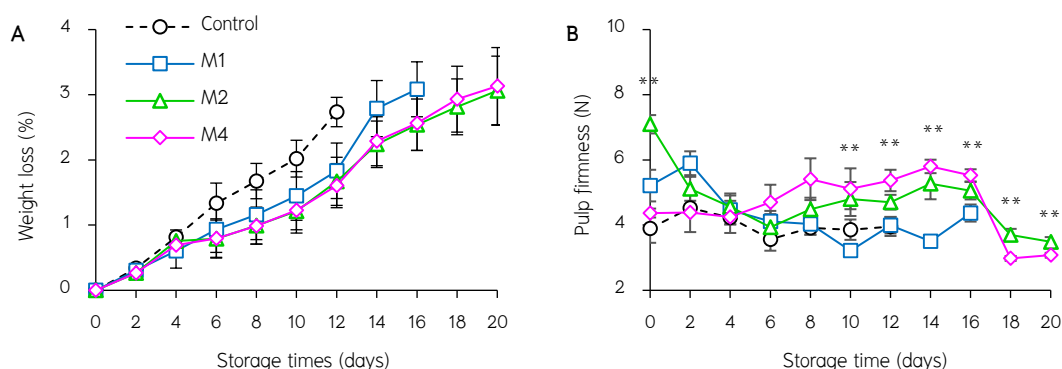 A
Weight loss (%)
4
3
2
1
0
Control
M1
M2
M4
0 2 4 6 8 10 12 14 16 18 20
Storage times (days)
B
Pulp firmness (N)
10
8
6
4
2
** ** ** ** ** ** **
0 2 4 6 8 10 12 14 16 18 20
Storage time (days)